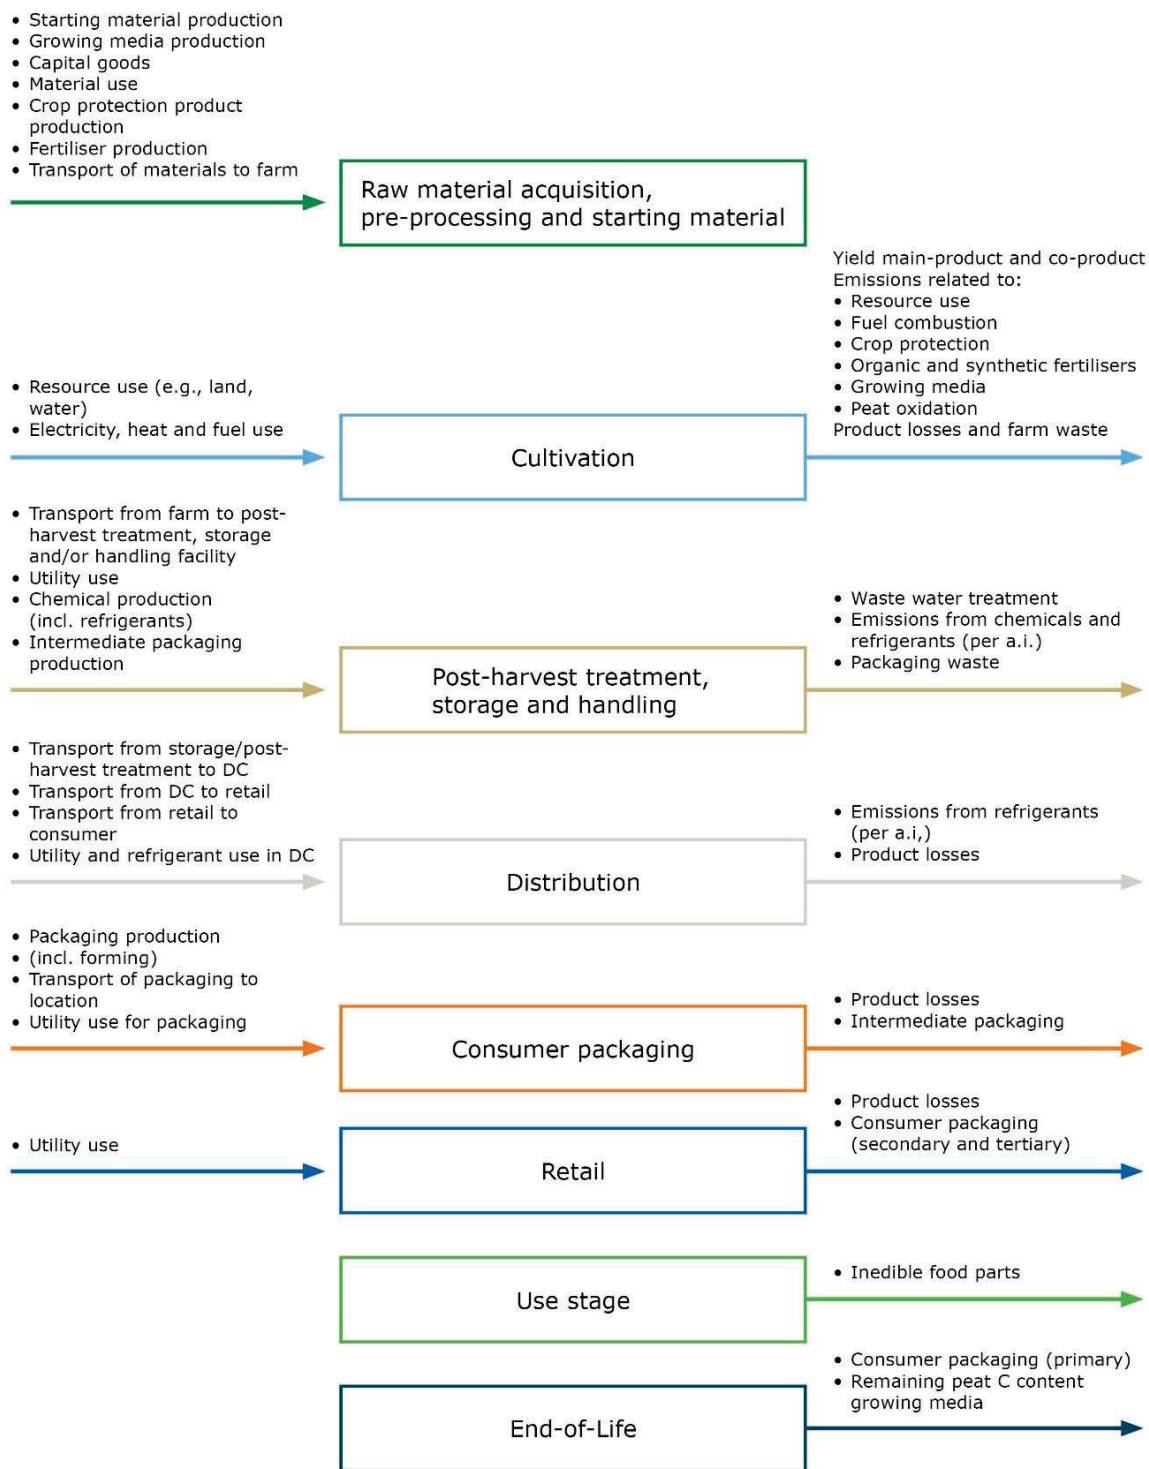 • Starting material production
• Growing media production
• Capital goods
• Material use
• Crop protection product
production
• Fertiliser production
• Transport of materials to farm
Raw material acquisition,
pre-processing and starting material
Yield main-product and co-product
Emissions related to:
• Resource use
• Fuel combustion
• Crop protection
• Organic and synthetic fertilisers
• Growing media
• Peat oxidation
Product losses and farm waste
• Resource use (e.g., land,
water)
• Electricity, heat and fuel use
Cultivation
• Transport from farm to post-
harvest treatment, storage
and/or handling facility
• Utility use
• Chemical production
(incl. refrigerants)
• Intermediate packaging
production
Post-harvest treatment,
storage and handling
• Waste water treatment
• Emissions from chemicals and
refrigerants (per a.i.)
• Packaging waste
• Transport from storage/post-
harvest treatment to DC
• Transport from DC to retail
• Transport from retail to
consumer
• Utility and refrigerant use in DC
Distribution
• Emissions from refrigerants
(per a.i,)
• Product losses
• Packaging production
• (incl. forming)
• Transport of packaging to
location
• Utility use for packaging
Consumer packaging
• Product losses
• Intermediate packaging
• Utility use
Retail
• Product losses
• Consumer packaging
(secondary and tertiary)
Use stage
• Inedible food parts
End-of-Life
• Consumer packaging (primary)
• Remaining peat C content
growing media